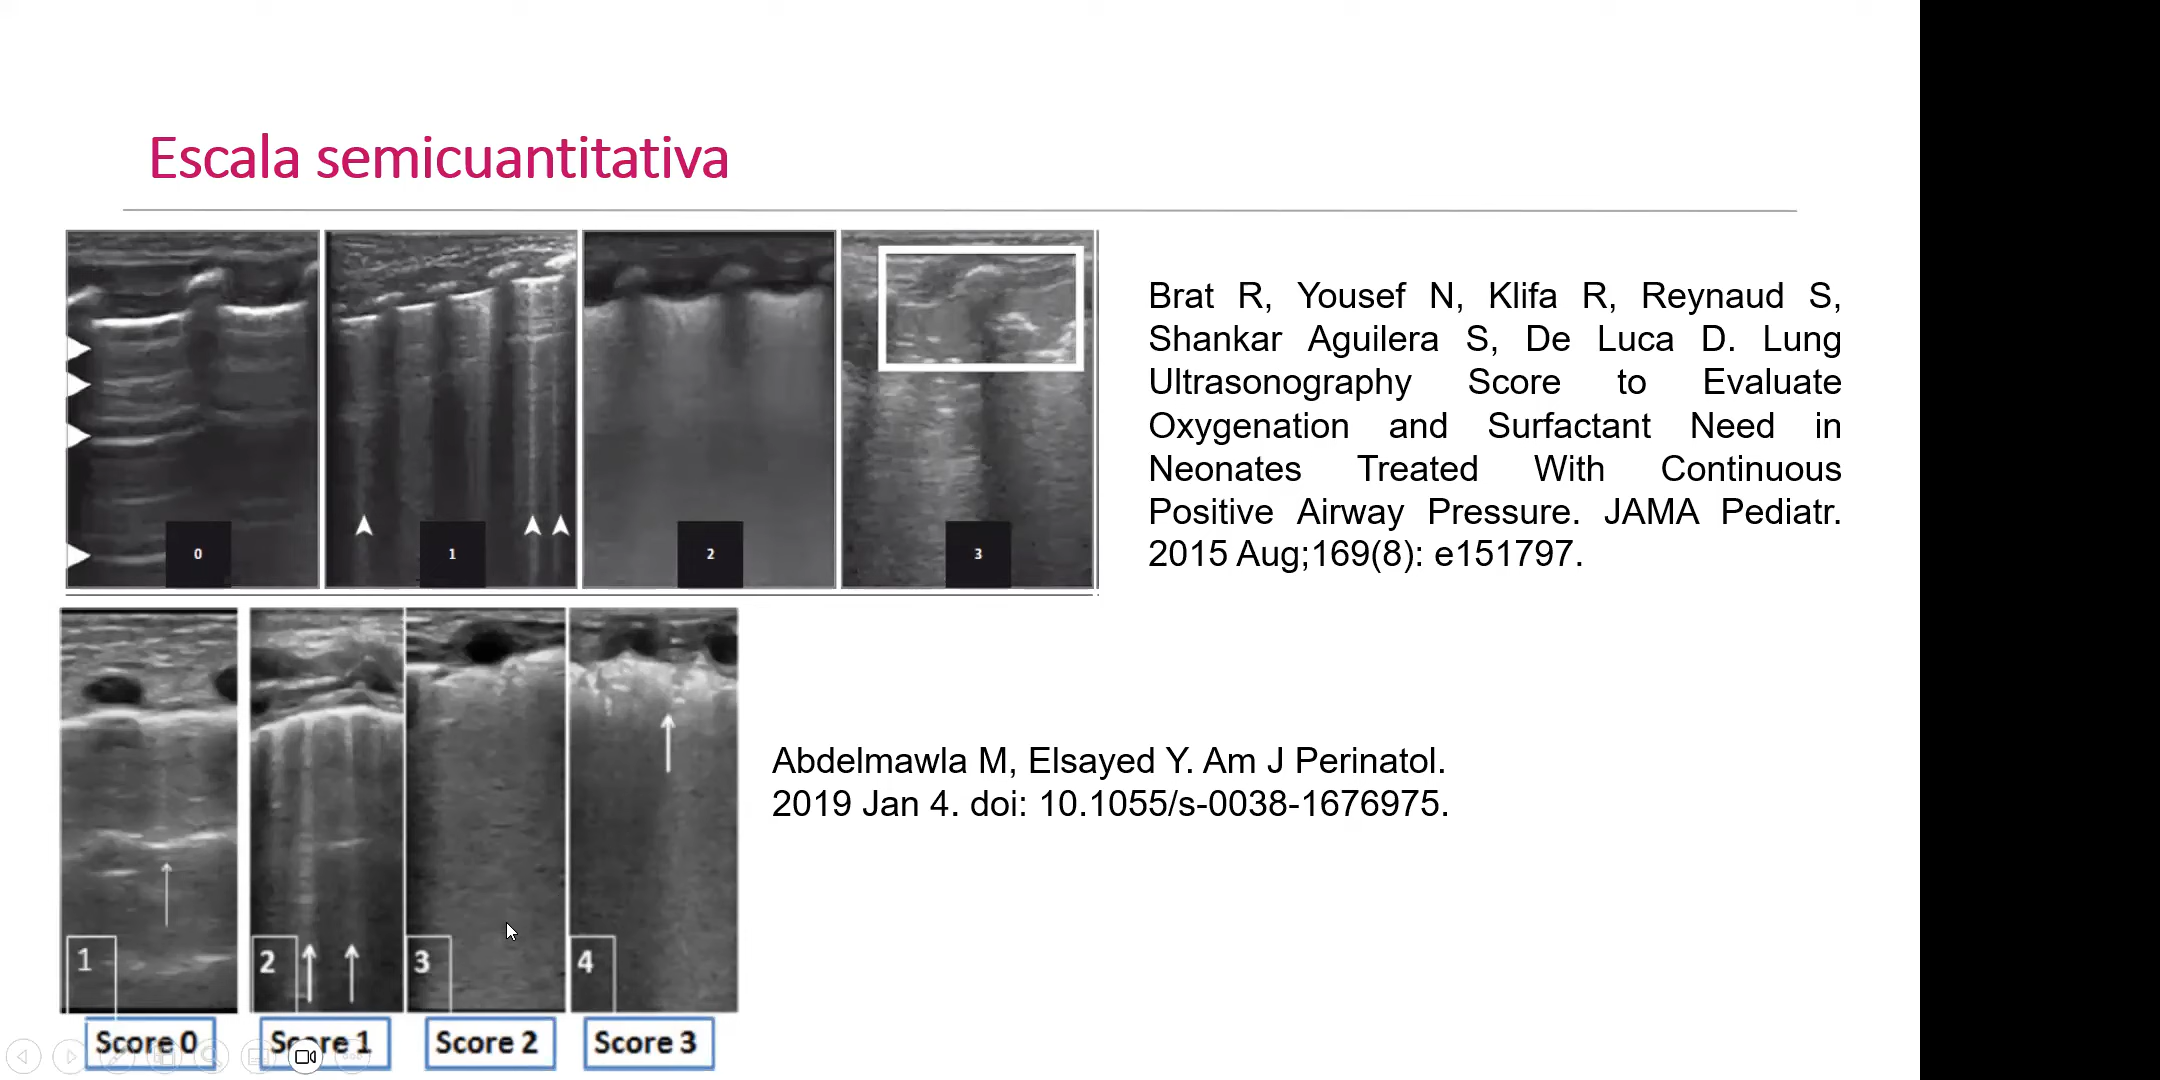 Escala semicuantitativa
0
1
2
3
Brat R, Yousef N, Klifa R, Reynaud S,
Shankar Aguilera S, De Luca D. Lung
Ultrasonography Score to Evaluate
Oxygenation and Surfactant Need in
Neonates Treated With Continuous
Positive Airway Pressure. JAMA Pediatr.
2015 Aug;169(8): e151797.
Abdelmawla M, Elsayed Y. Am J Perinatol.
2019 Jan 4. doi: 10.1055/s-0038-1676975.
1
2
3
4
Score 0
Score 1
Score 2
Score 3